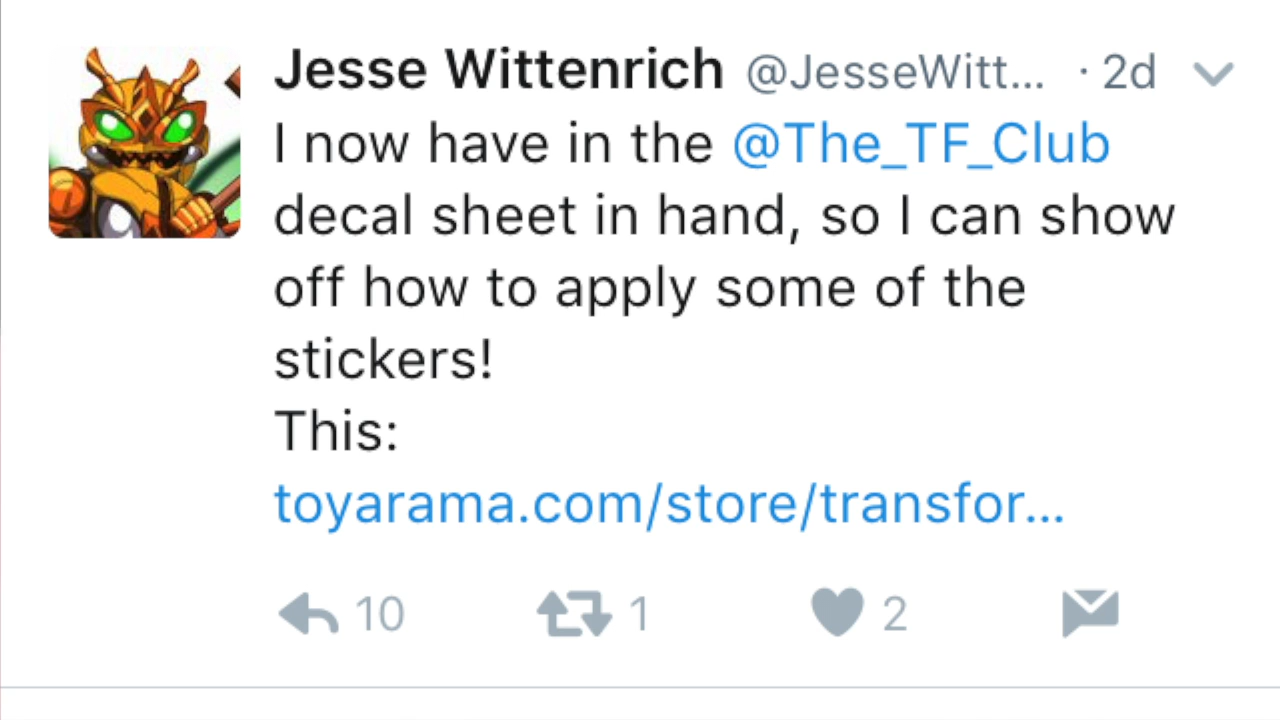 Jesse Wittenrich @JesseWitt... · 2d
I now have in the @The_TF_Club
decal sheet in hand, so I can show
off how to apply some of the
stickers!
This:
toyarama.com/store/transfor...
10 1 2